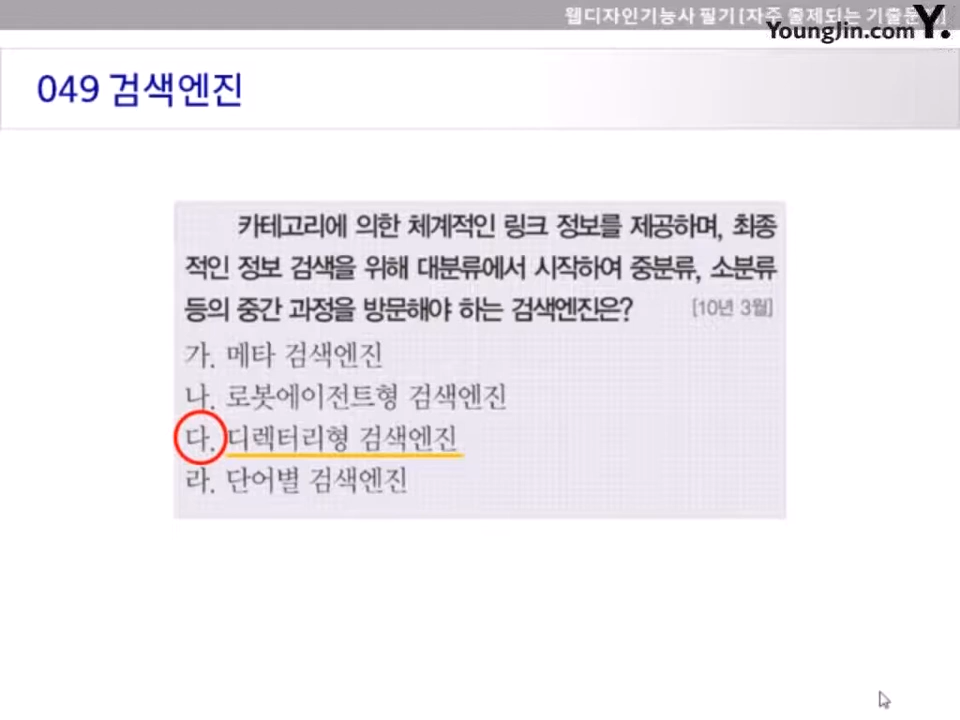 웹디자인기능사 필기 [자주 출제되는 기출문제]
YoungJin.com Y.
049 검색엔진
카테고리에 의한 체계적인 링크 정보를 제공하며, 최종
적인 정보 검색을 위해 대분류에서 시작하여 중분류, 소분류
등의 중간 과정을 방문해야 하는 검색엔진은? [10년 3월]
가. 메타 검색엔진
나. 로봇에이전트형 검색엔진
다. 디렉터리형 검색엔진
라. 단어별 검색엔진